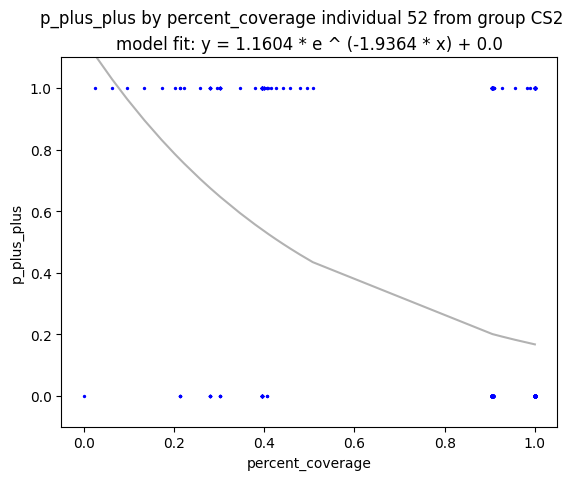 p_plus_plus by percent_coverage individual 52 from group CS2
model fit: y = 1.1604 * e ^ (-1.9364 * x) + 0.0
1.0
0.8
0.6
0.4
0.2
0.0
p_plus_plus
0.0 0.2 0.4 0.6 0.8 1.0
percent_coverage